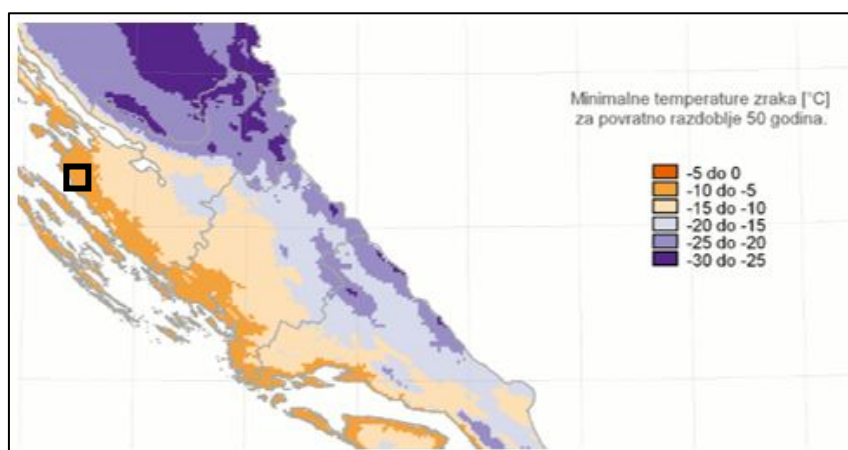 Minimalne temperature zraka [°C]
za povratno razdoblje 50 godina.
-5 do 0
-10 do -5
-15 do -10
-20 do -15
-25 do -20
-30 do -25